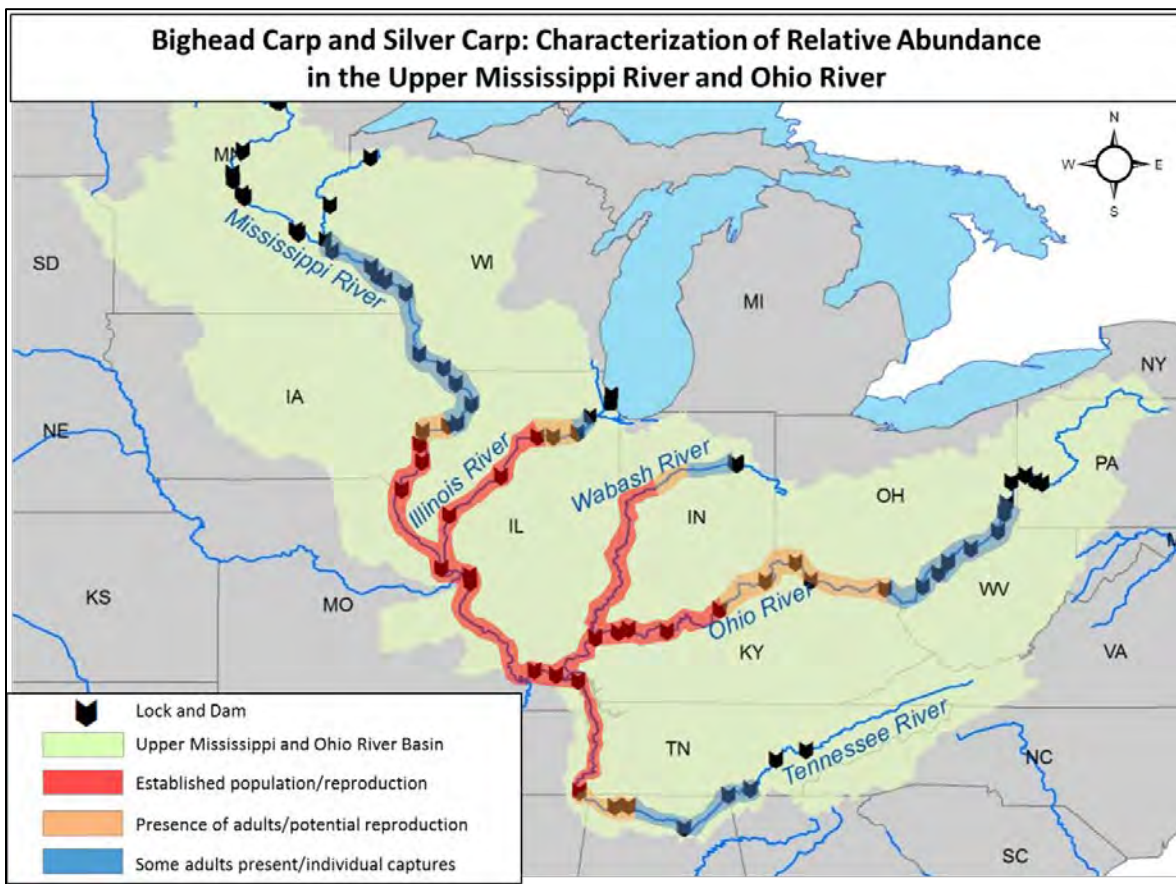 Bighead Carp and Silver Carp: Characterization of Relative Abundance
in the Upper Mississippi River and Ohio River
N
W
E
S
MN
Mississippi River
WI
SD
MI
NY
IA
NE
Illinois River
Wabash River
PA
OH
IL
IN
WV
KS
MO
Ohio River
KY
VA
TN
Tennessee River
NC
SC
Lock and Dam
Upper Mississippi and Ohio River Basin
Established population/reproduction
Presence of adults/potential reproduction
Some adults present/individual captures